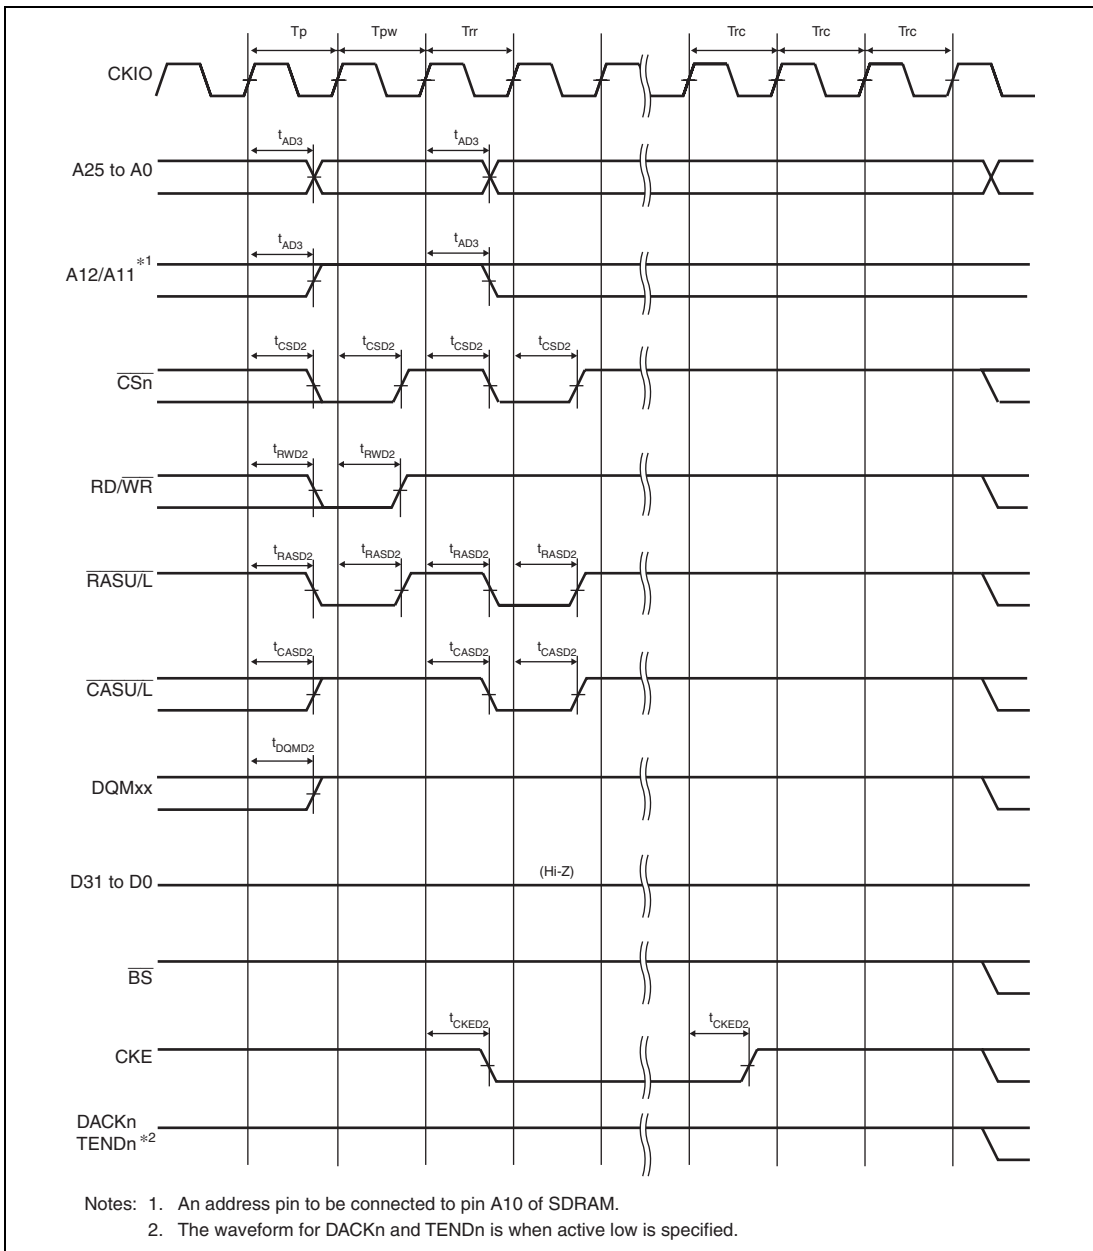 Tp Tpw Trr Trc Trc Trc
CKIO
tAD3 tAD3
A25 to A0
tAD3 tAD3
A12/A11*1
tCSD2 tCSD2 tCSD2 tCSD2
CSn
tRWD2 tRWD2
RD/WR
tRASD2 tRASD2 tRASD2 tRASD2
RASU/L
tCASD2 tCASD2 tCASD2
CASU/L
tDQMD2
DQMxx
(Hi-Z)
D31 to D0
BS
tCKED2 tCKED2
CKE
DACKn
TENDn*2
Notes: 1. An address pin to be connected to pin A10 of SDRAM.
2. The waveform for DACKn and TENDn is when active low is specified.